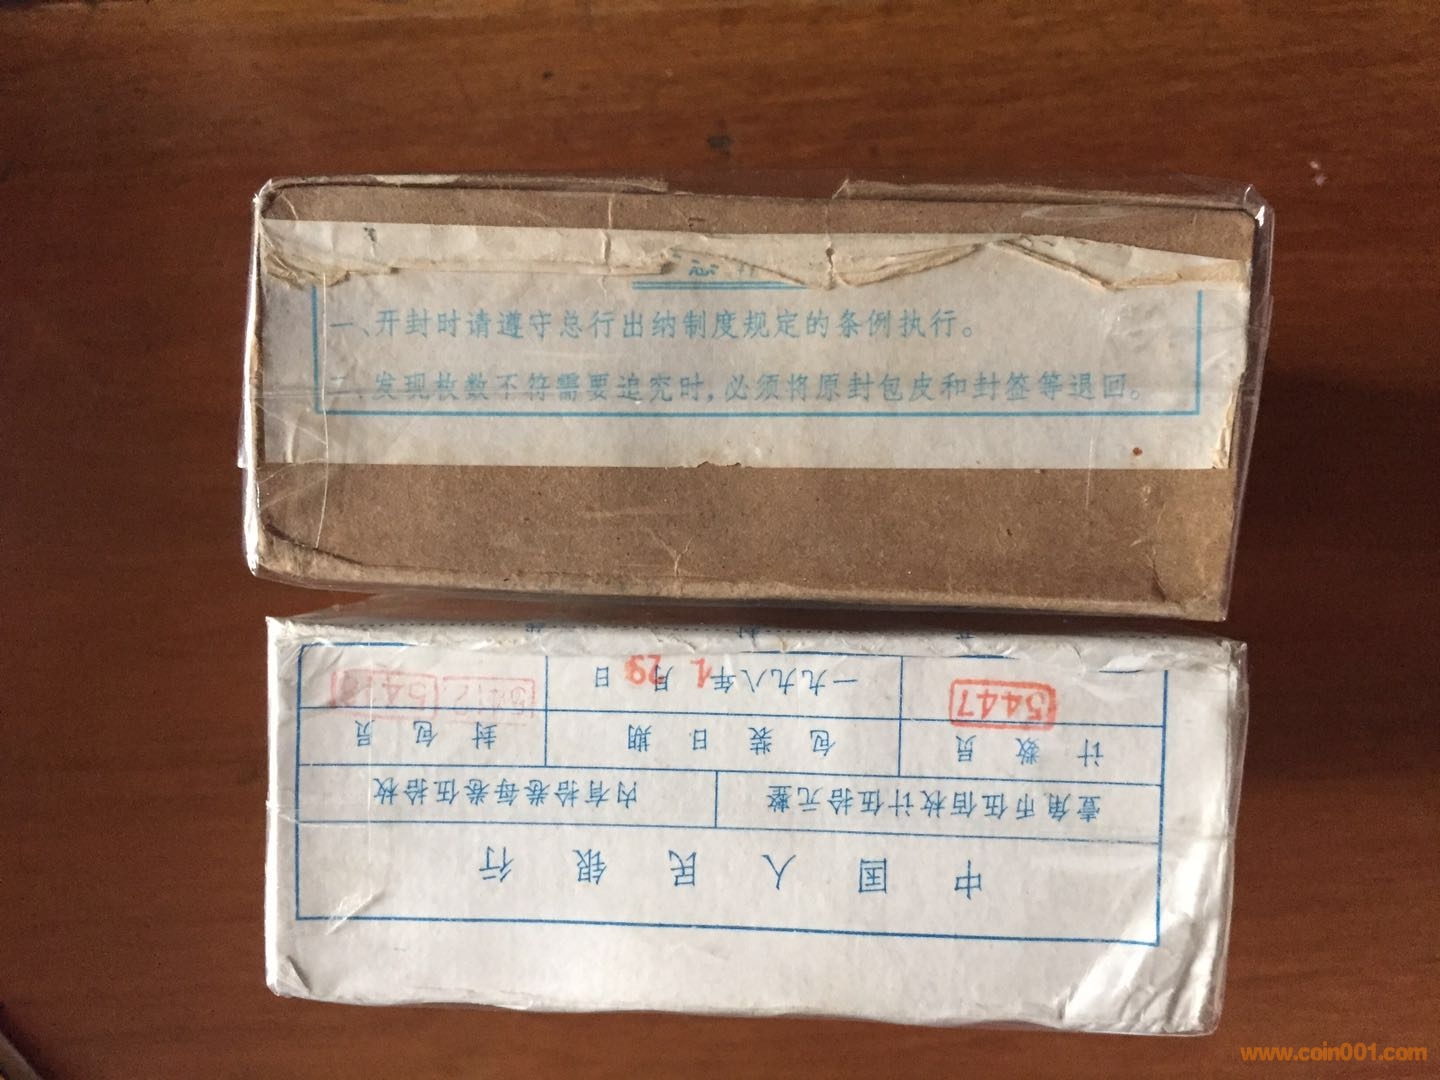 一、开封时请遵守总行出纳制度规定的条例执行。
二、发现枚数不符需要追究时,必须将原封包皮和封签等退回。
中国人民银行
壹角币伍佰枚计伍拾元整 内有拾卷每卷伍拾枚
计数员 包装日期 封包员
5447 一九九八年1月29日 5412
www.coin001.com